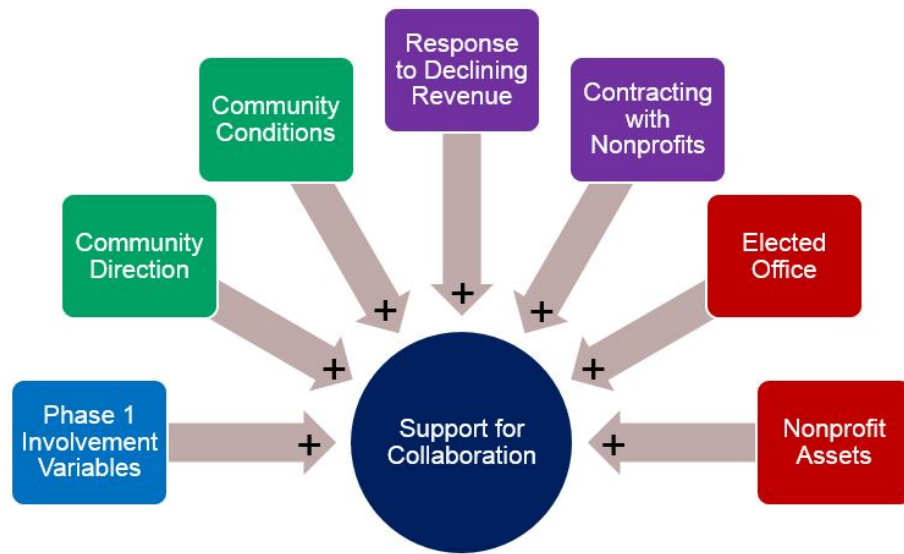 Response
to Declining
Revenue
Community
Conditions
Contracting
with
Nonprofits
Community
Direction
Elected
Office
+
+
+
+
+
Phase 1
Involvement
Variables
+
Support for
Collaboration
+
Nonprofit
Assets